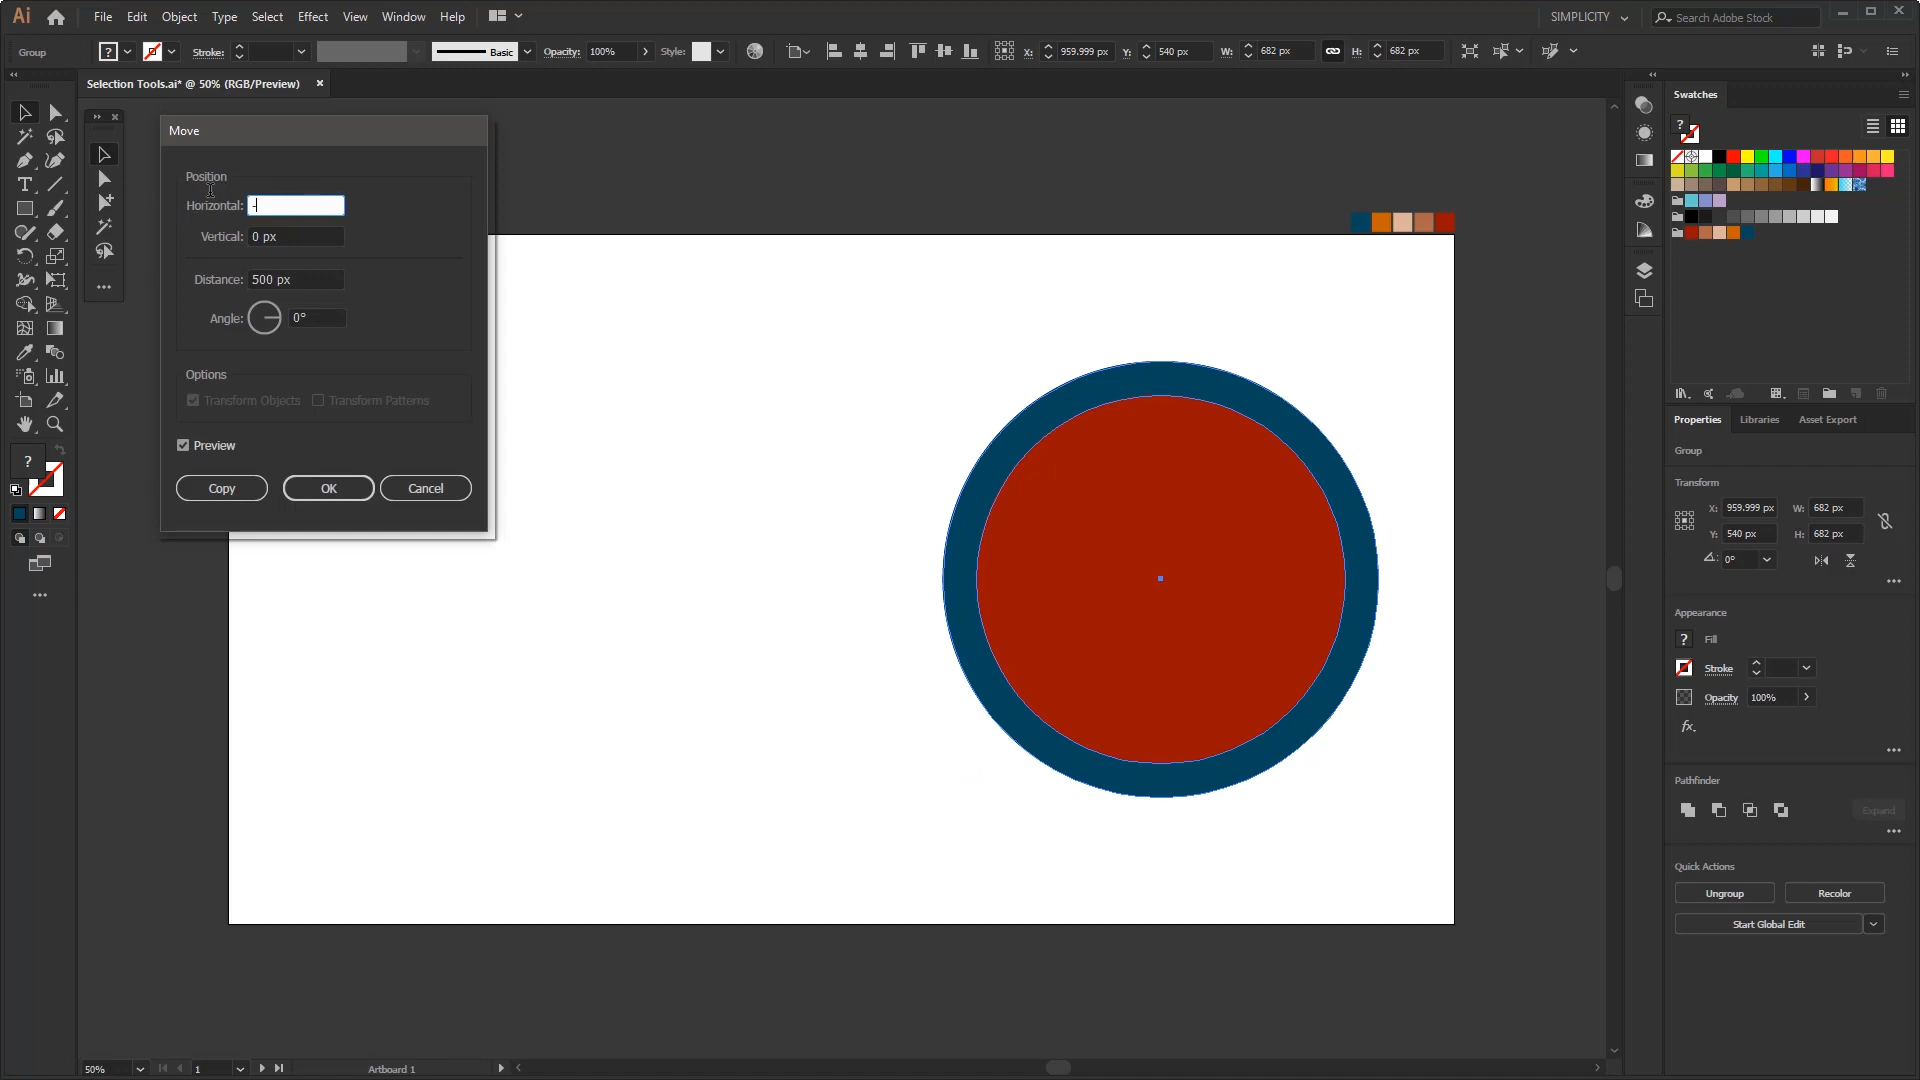 Ai File Edit Object Type Select Effect View Window Help SIMPLICITY Search Adobe Stock
Group ? Stroke: Basic Opacity: 100% Style: X: 959.999 px Y: 540 px W: 682 px H: 682 px
Selection Tools.ai* @ 50% (RGB/Preview)
Move
Position
Horizontal: -
Vertical: 0 px
Distance: 500 px
Angle: 0°
Options
Transform Objects Transform Patterns
Preview
Copy OK Cancel
?
50% 1 Artboard 1
Swatches
?
Properties Libraries Asset Export
Group
Transform
X: 959.999 px W: 682 px
Y: 540 px H: 682 px
0°
Appearance
? Fill
Stroke
Opacity 100%
fx.
Pathfinder
Expand
Quick Actions
Ungroup Recolor
Start Global Edit